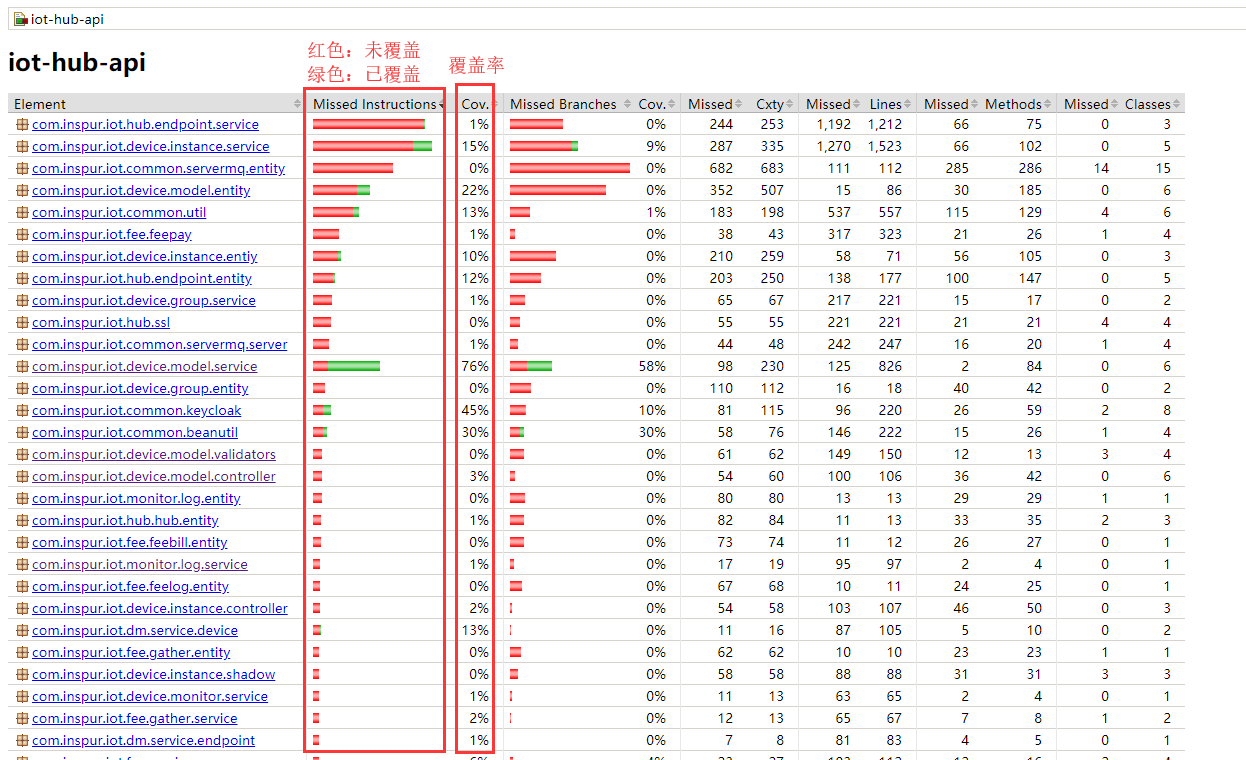 iot-hub-api
iot-hub-api
红色：未覆盖
绿色：已覆盖
覆盖率
Element Missed Instructions Cov. Missed Branches Cov. Missed Cxty Missed Lines Missed Methods Missed Classes
com.inspur.iot.hub.endpoint.service 1% 0% 244 253 1,192 1,212 66 75 0 3
com.inspur.iot.device.instance.service 15% 9% 287 335 1,270 1,523 66 102 0 5
com.inspur.iot.common.servermq.entity 0% 0% 682 683 111 112 285 286 14 15
com.inspur.iot.device.model.entity 22% 0% 352 507 15 86 30 185 0 6
com.inspur.iot.common.util 13% 1% 183 198 537 557 115 129 4 6
com.inspur.iot.fee.feepay 1% 0% 38 43 317 323 21 26 1 4
com.inspur.iot.device.instance.entiy 10% 0% 210 259 58 71 56 105 0 3
com.inspur.iot.hub.endpoint.entity 12% 0% 203 250 138 177 100 147 0 5
com.inspur.iot.device.group.service 1% 0% 65 67 217 221 15 17 0 2
com.inspur.iot.hub.ssl 0% 0% 55 55 221 221 21 21 4 4
com.inspur.iot.common.servermq.server 1% 0% 44 48 242 247 16 20 1 4
com.inspur.iot.device.model.service 76% 58% 98 230 125 826 2 84 0 6
com.inspur.iot.device.group.entity 0% 0% 110 112 16 18 40 42 0 2
com.inspur.iot.common.keycloak 45% 10% 81 115 96 220 26 59 2 8
com.inspur.iot.common.beanutil 30% 30% 58 76 146 222 15 26 1 4
com.inspur.iot.device.model.validators 0% 0% 61 62 149 150 12 13 3 4
com.inspur.iot.device.model.controller 3% 0% 54 60 100 106 36 42 0 6
com.inspur.iot.monitor.log.entity 0% 0% 80 80 13 13 29 29 1 1
com.inspur.iot.hub.hub.entity 1% 0% 82 84 11 13 33 35 2 3
com.inspur.iot.fee.feebill.entity 0% 0% 73 74 11 12 26 27 0 1
com.inspur.iot.monitor.log.service 1% 0% 17 19 95 97 2 4 0 1
com.inspur.iot.fee.feelog.entity 0% 0% 67 68 10 11 24 25 0 1
com.inspur.iot.device.instance.controller 2% 0% 54 58 103 107 46 50 0 3
com.inspur.iot.dm.service.device 13% 0% 11 16 87 105 5 10 0 2
com.inspur.iot.fee.gather.entity 0% 0% 62 62 10 10 23 23 1 1
com.inspur.iot.device.instance.shadow 0% 0% 58 58 88 88 31 31 3 3
com.inspur.iot.device.monitor.service 1% 0% 11 13 63 65 2 4 0 1
com.inspur.iot.fee.gather.service 2% 0% 12 13 65 67 7 8 1 2
com.inspur.iot.dm.service.endpoint 1% 0% 7 8 81 83 4 5 0 1